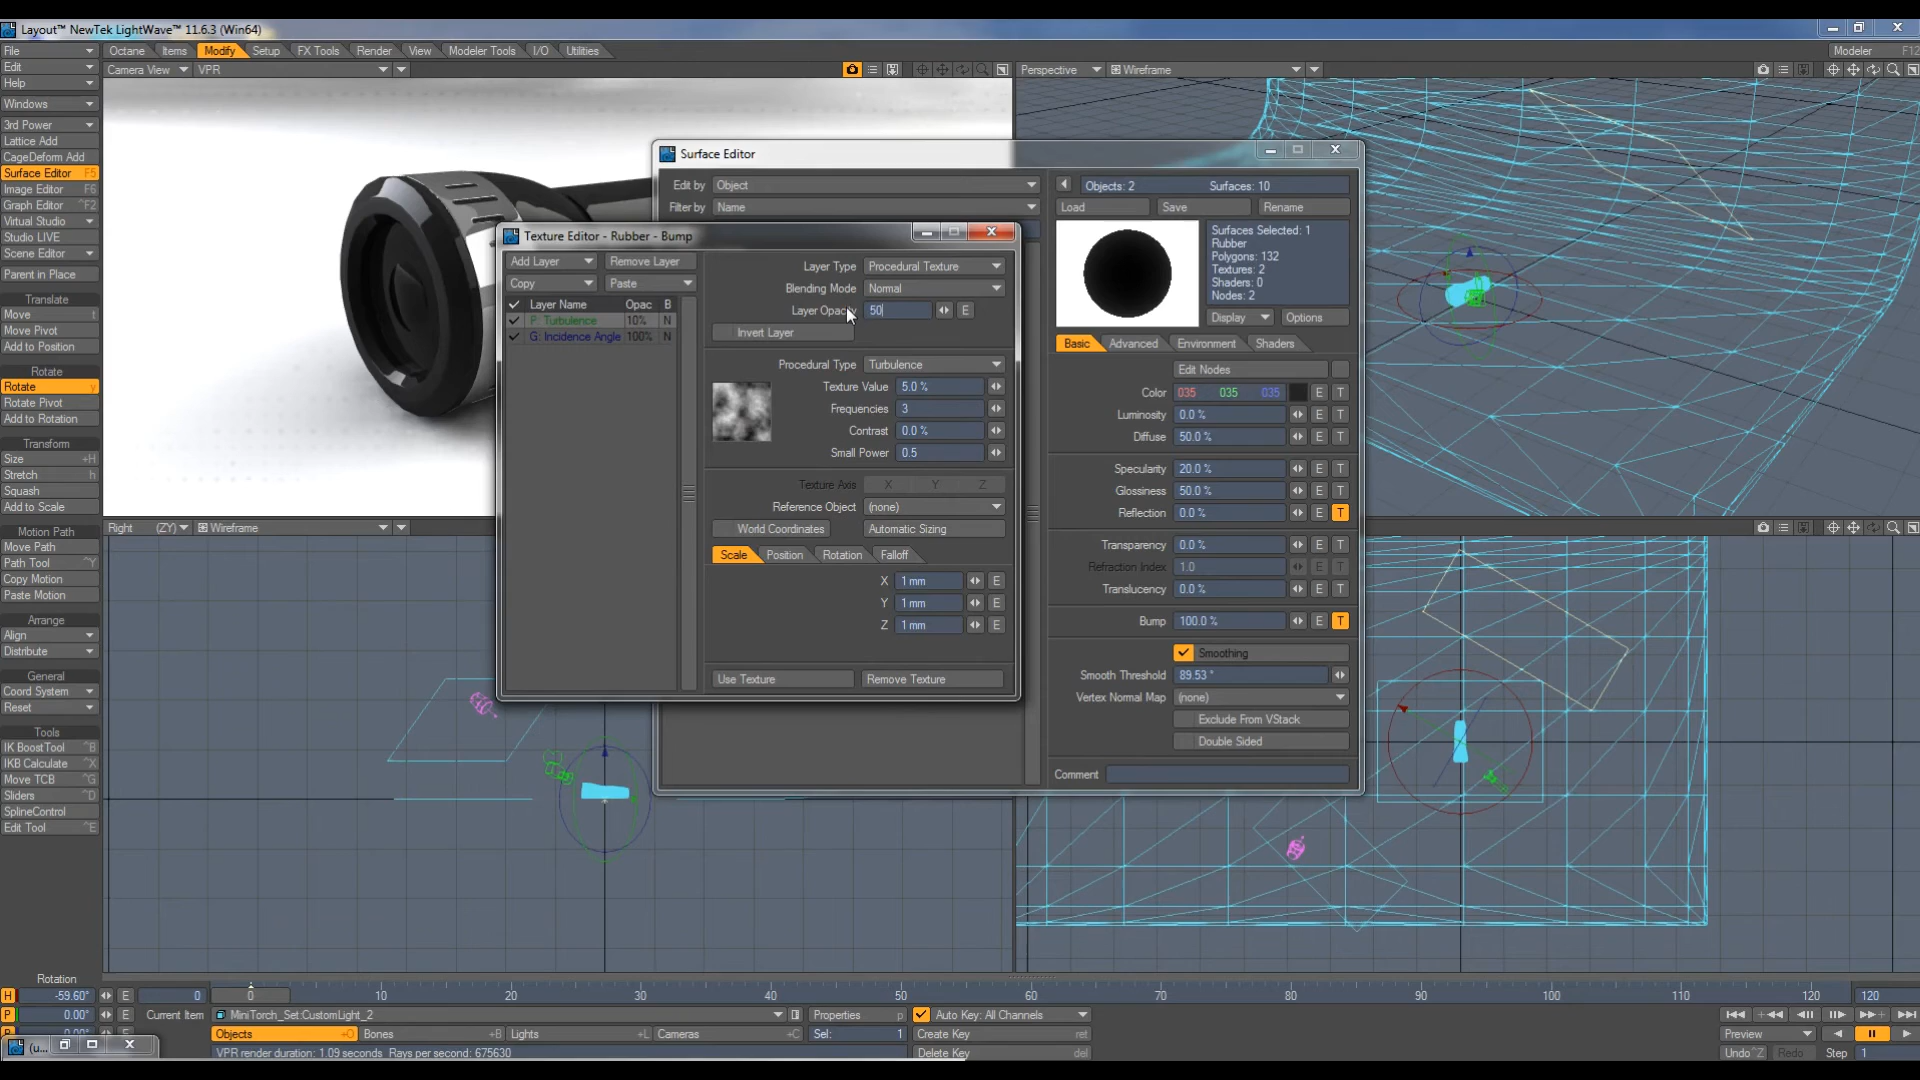 Layout™ NewTek LightWave™ 11.6.3 (Win64)
File
Edit
Help
Windows
3rd Power
Lattice Add
CageDeform Add
Surface Editor F5
Image Editor F6
Graph Editor ^F2
Virtual Studio
Studio LIVE
Scene Editor
Parent in Place
Translate
Move t
Move Pivot
Add to Position
Rotate
Rotate y
Rotate Pivot
Add to Rotation
Transform
Size +H
Stretch h
Squash
Add to Scale
Motion Path
Move Path
Path Tool ^Y
Copy Motion
Paste Motion
Arrange
Align
Distribute
General
Coord System
Reset
Tools
IK BoostTool ^B
IKB Calculate ^X
Move TCB ^G
Sliders ^D
SplineControl
Edit Tool ^E
Octane Items Modify Setup FX Tools Render View Modeler Tools I/O Utilities
Modeler F12
Camera View VPR
Perspective Wireframe
Right (ZY) Wireframe
Surface Editor
Edit by Object
Filter by Name
Objects: 2 Surfaces: 10
Load Save Rename
Surfaces Selected: 1
Rubber
Polygons: 132
Textures: 2
Shaders: 0
Nodes: 2
Display Options
Basic Advanced Environment Shaders
Edit Nodes
Color 035 035 035 E T
Luminosity 0.0 % E T
Diffuse 50.0 % E T
Specularity 20.0 % E T
Glossiness 50.0 % E T
Reflection 0.0 % E T
Transparency 0.0 % E T
Refraction Index 1.0 E T
Translucency 0.0 % E T
Bump 100.0 % E T
Smoothing
Smooth Threshold 89.53 °
Vertex Normal Map (none)
Exclude From VStack
Double Sided
Comment
Texture Editor - Rubber - Bump
Add Layer Remove Layer
Copy Paste
Layer Name Opac B
P: Turbulence 10% N
G: Incidence Angle 100% N
Layer Type Procedural Texture
Blending Mode Normal
Layer Opacity 50 E
Invert Layer
Procedural Type Turbulence
Texture Value 5.0 %
Frequencies 3
Contrast 0.0 %
Small Power 0.5
Texture Axis X Y Z
Reference Object (none)
World Coordinates Automatic Sizing
Scale Position Rotation Falloff
X 1 mm E
Y 1 mm E
Z 1 mm E
Use Texture Remove Texture
Rotation
H -59.60° E
P 0.00° E
0 0 10 20 30 40 50 60 70 80 90 100 110 120 120
Current Item MiniTorch_Set:CustomLight_2 Properties p Auto Key: All Channels
Objects +O Bones +B Lights +L Cameras +C Sel: 1 Create Key ret
VPR render duration: 1.09 seconds Rays per second: 675630 Delete Key del
Preview
Undo ^Z Redo Step 1
(u...